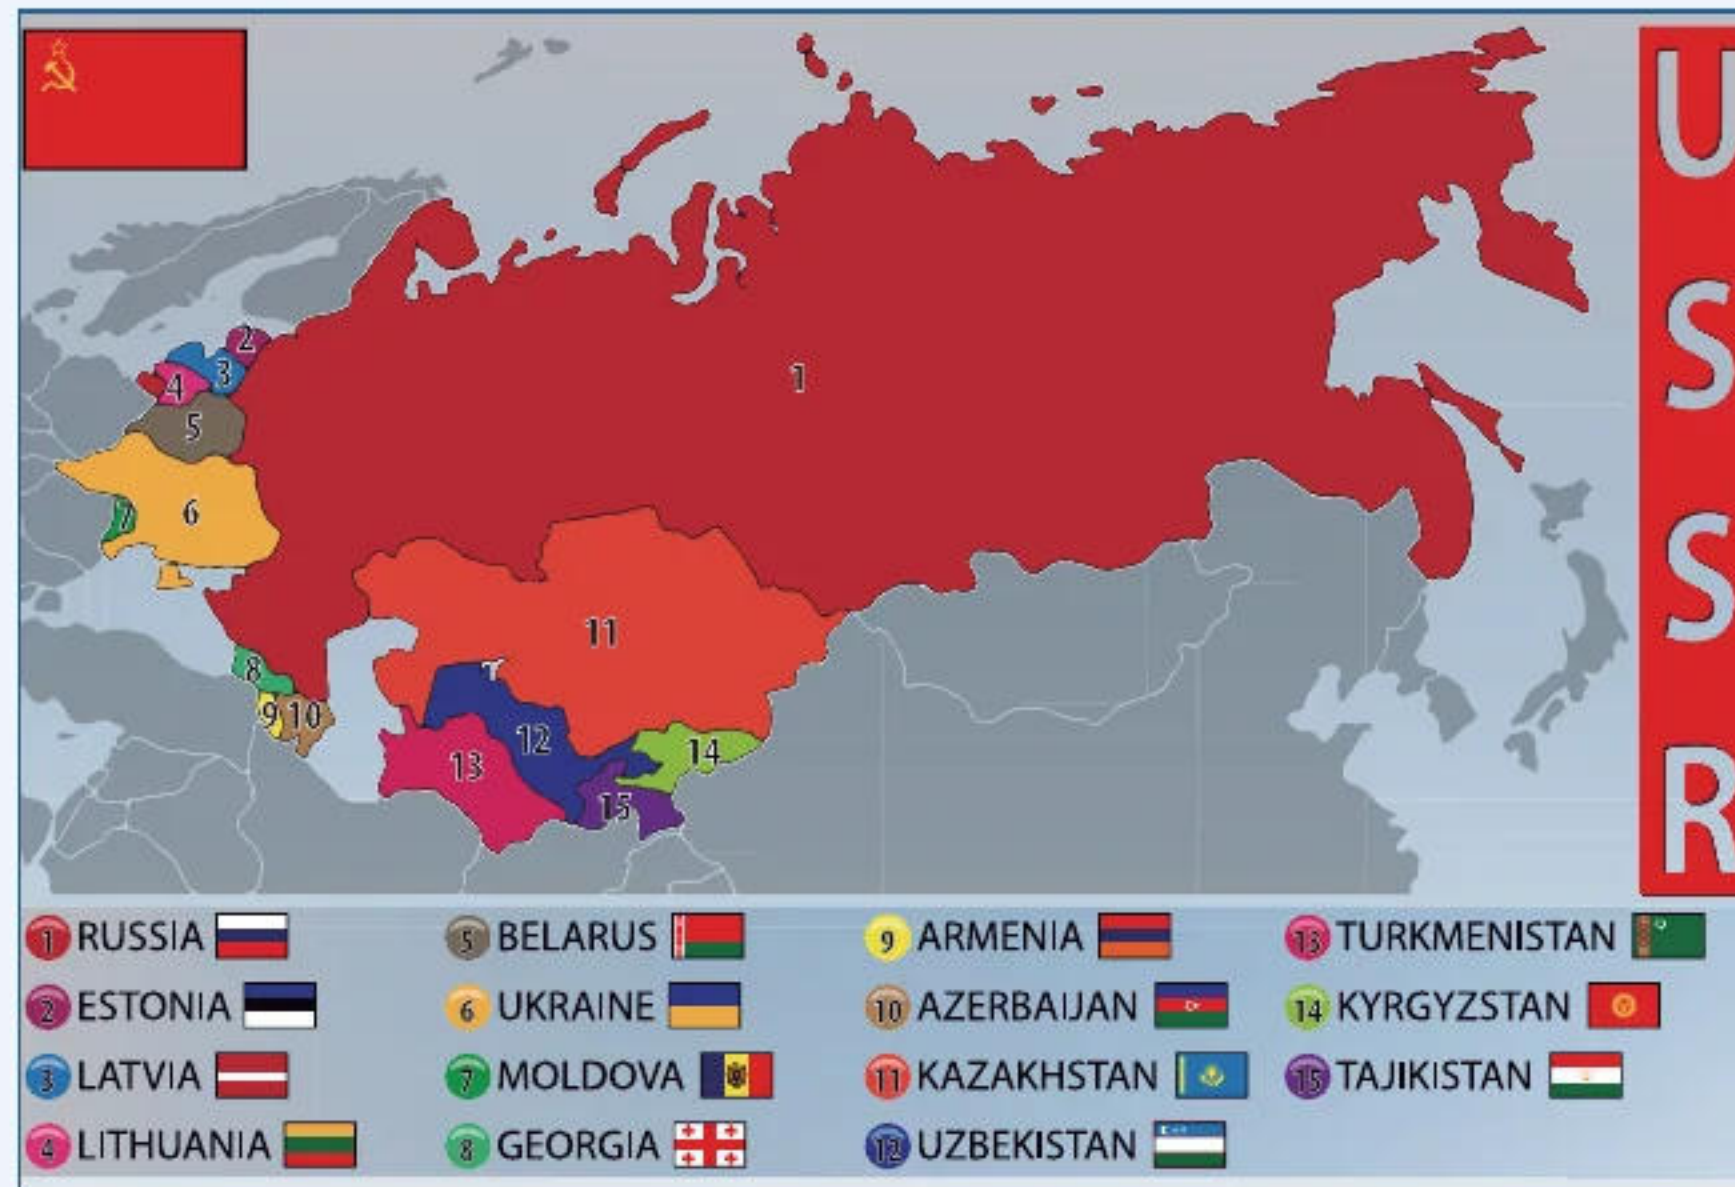 U
S
S
R
2
3
4
5
6
7
1
8
9
10
11
12
13
14
15
1 RUSSIA
2 ESTONIA
3 LATVIA
4 LITHUANIA
5 BELARUS
6 UKRAINE
7 MOLDOVA
8 GEORGIA
9 ARMENIA
10 AZERBAIJAN
11 KAZAKHSTAN
12 UZBEKISTAN
13 TURKMENISTAN
14 KYRGYZSTAN
15 TAJIKISTAN